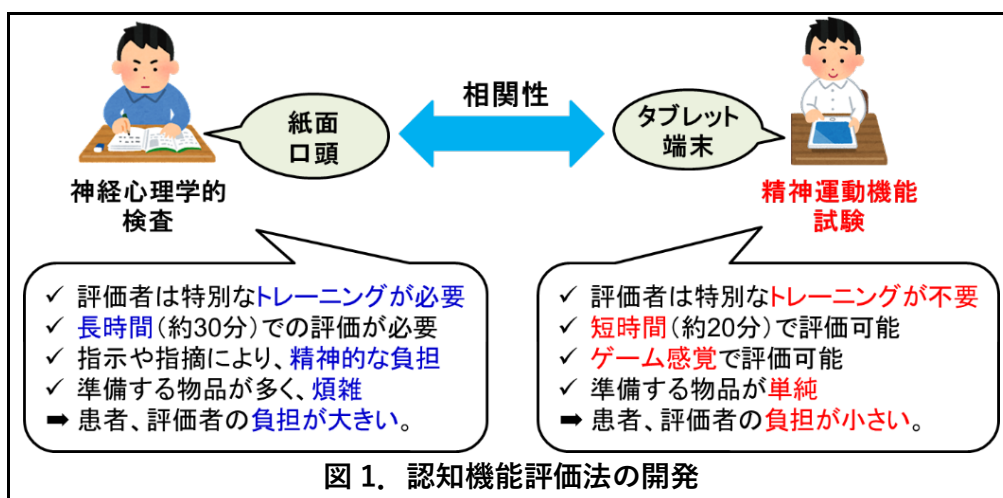 相関性
紙面
口頭
タブレット
端末
神経心理学的
検査
精神運動機能
試験
✓ 評価者は特別なトレーニングが必要
✓ 長時間（約30分）での評価が必要
✓ 指示や指摘により、精神的な負担
✓ 準備する物品が多く、煩雑
➡ 患者、評価者の負担が大きい。
✓ 評価者は特別なトレーニングが不要
✓ 短時間（約20分）で評価可能
✓ ゲーム感覚で評価可能
✓ 準備する物品が単純
➡ 患者、評価者の負担が小さい。
図 1．認知機能評価法の開発